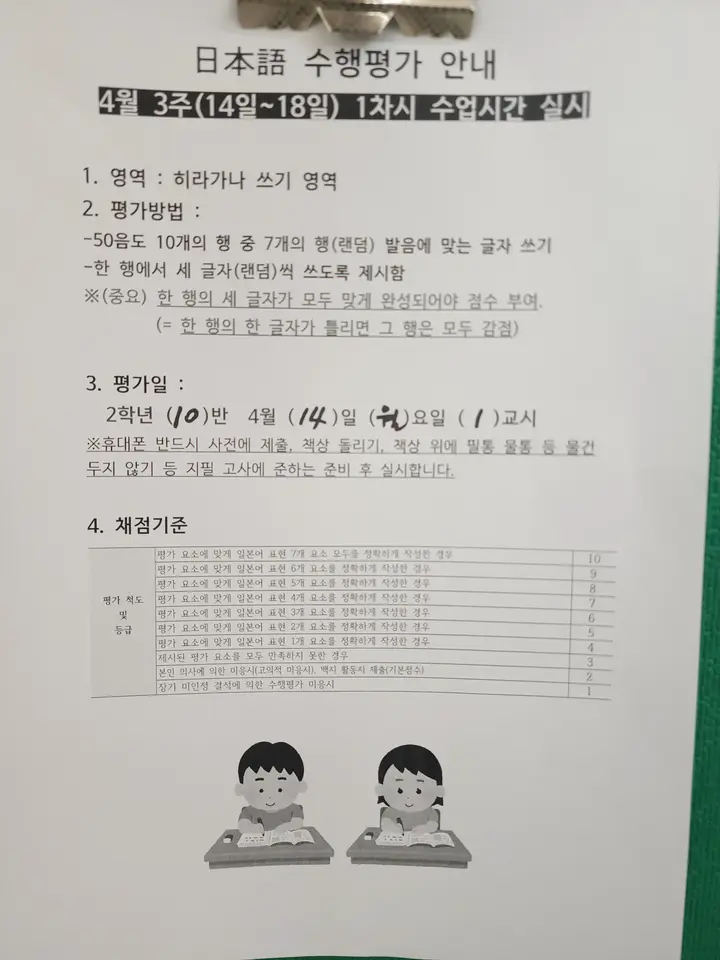 日本語 수행평가 안내
4월 3주(14일~18일) 1차시 수업시간 실시
1. 영역 : 히라가나 쓰기 영역
2. 평가방법 :
-50음도 10개의 행 중 7개의 행(랜덤) 발음에 맞는 글자 쓰기
-한 행에서 세 글자(랜덤)씩 쓰도록 제시함
※(중요) 한 행의 세 글자가 모두 맞게 완성되어야 점수 부여.
(= 한 행의 한 글자가 틀리면 그 행은 모두 감점)
3. 평가일 :
2학년 (10)반 4월 (14)일 (월)요일 (1)교시
※휴대폰 반드시 사전에 제출, 책상 돌리기, 책상 위에 필통 물통 등 물건
두지 않기 등 지필 고사에 준하는 준비 후 실시합니다.
4. 채점기준
평가 척도
및
등급
평가 요소에 맞게 일본어 표현 7개 요소 모두를 정확하게 작성한 경우 10
평가 요소에 맞게 일본어 표현 6개 요소를 정확하게 작성한 경우 9
평가 요소에 맞게 일본어 표현 5개 요소를 정확하게 작성한 경우 8
평가 요소에 맞게 일본어 표현 4개 요소를 정확하게 작성한 경우 7
평가 요소에 맞게 일본어 표현 3개 요소를 정확하게 작성한 경우 6
평가 요소에 맞게 일본어 표현 2개 요소를 정확하게 작성한 경우 5
평가 요소에 맞게 일본어 표현 1개 요소를 정확하게 작성한 경우 4
제시된 평가 요소를 모두 만족하지 못한 경우 3
본인 의사에 의한 미응시(고의적 미응시), 백지 활동지 제출(기본점수) 2
상기 미인정 결석에 의한 수행평가 미응시 1